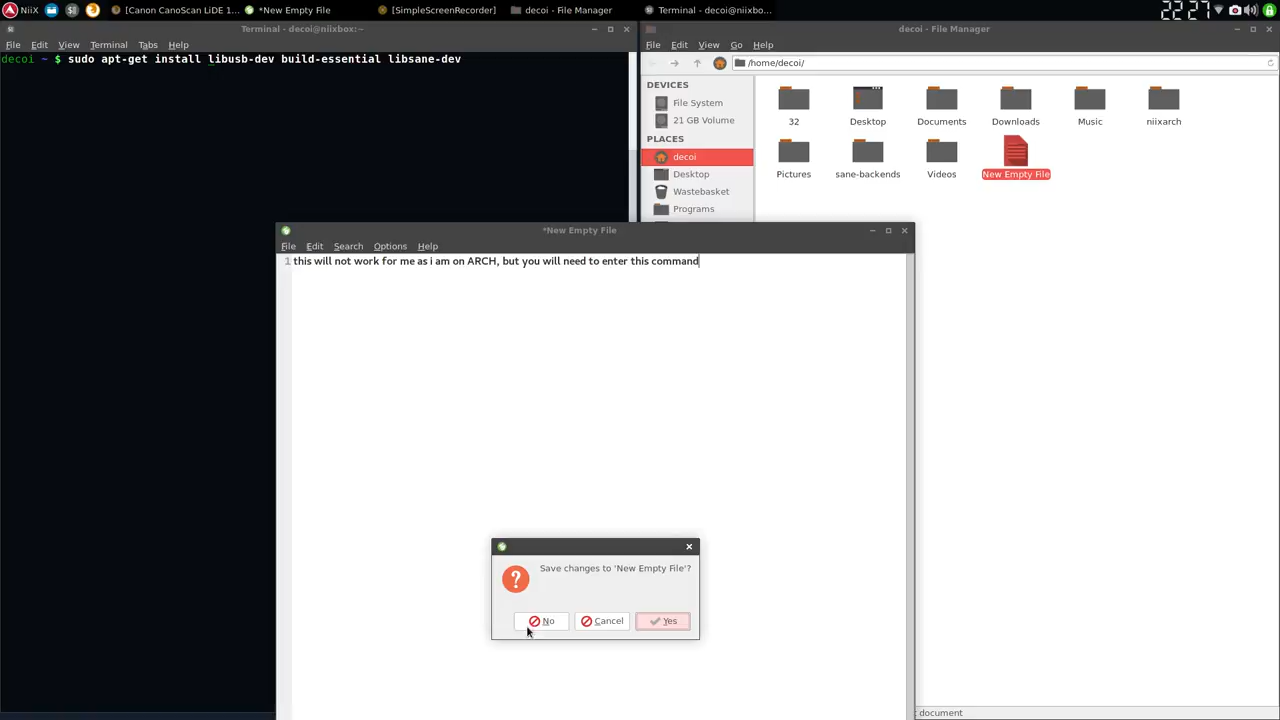 NiiX
[Canon CanoScan LiDE 1...
*New Empty File
[SimpleScreenRecorder]
decoi - File Manager
Terminal - decoi@niixbo...
22 27
Terminal - decoi@niixbox:~
File Edit View Terminal Tabs Help
decoi ~ $ sudo apt-get install libusb-dev build-essential libsane-dev
decoi - File Manager
File Edit View Go Help
/home/decoi/
DEVICES
File System
21 GB Volume
PLACES
decoi
Desktop
Wastebasket
Programs
32
Desktop
Documents
Downloads
Music
niixarch
Pictures
sane-backends
Videos
New Empty File
*New Empty File
File Edit Search Options Help
1 this will not work for me as i am on ARCH, but you will need to enter this command
Save changes to 'New Empty File'?
No
Cancel
Yes
document